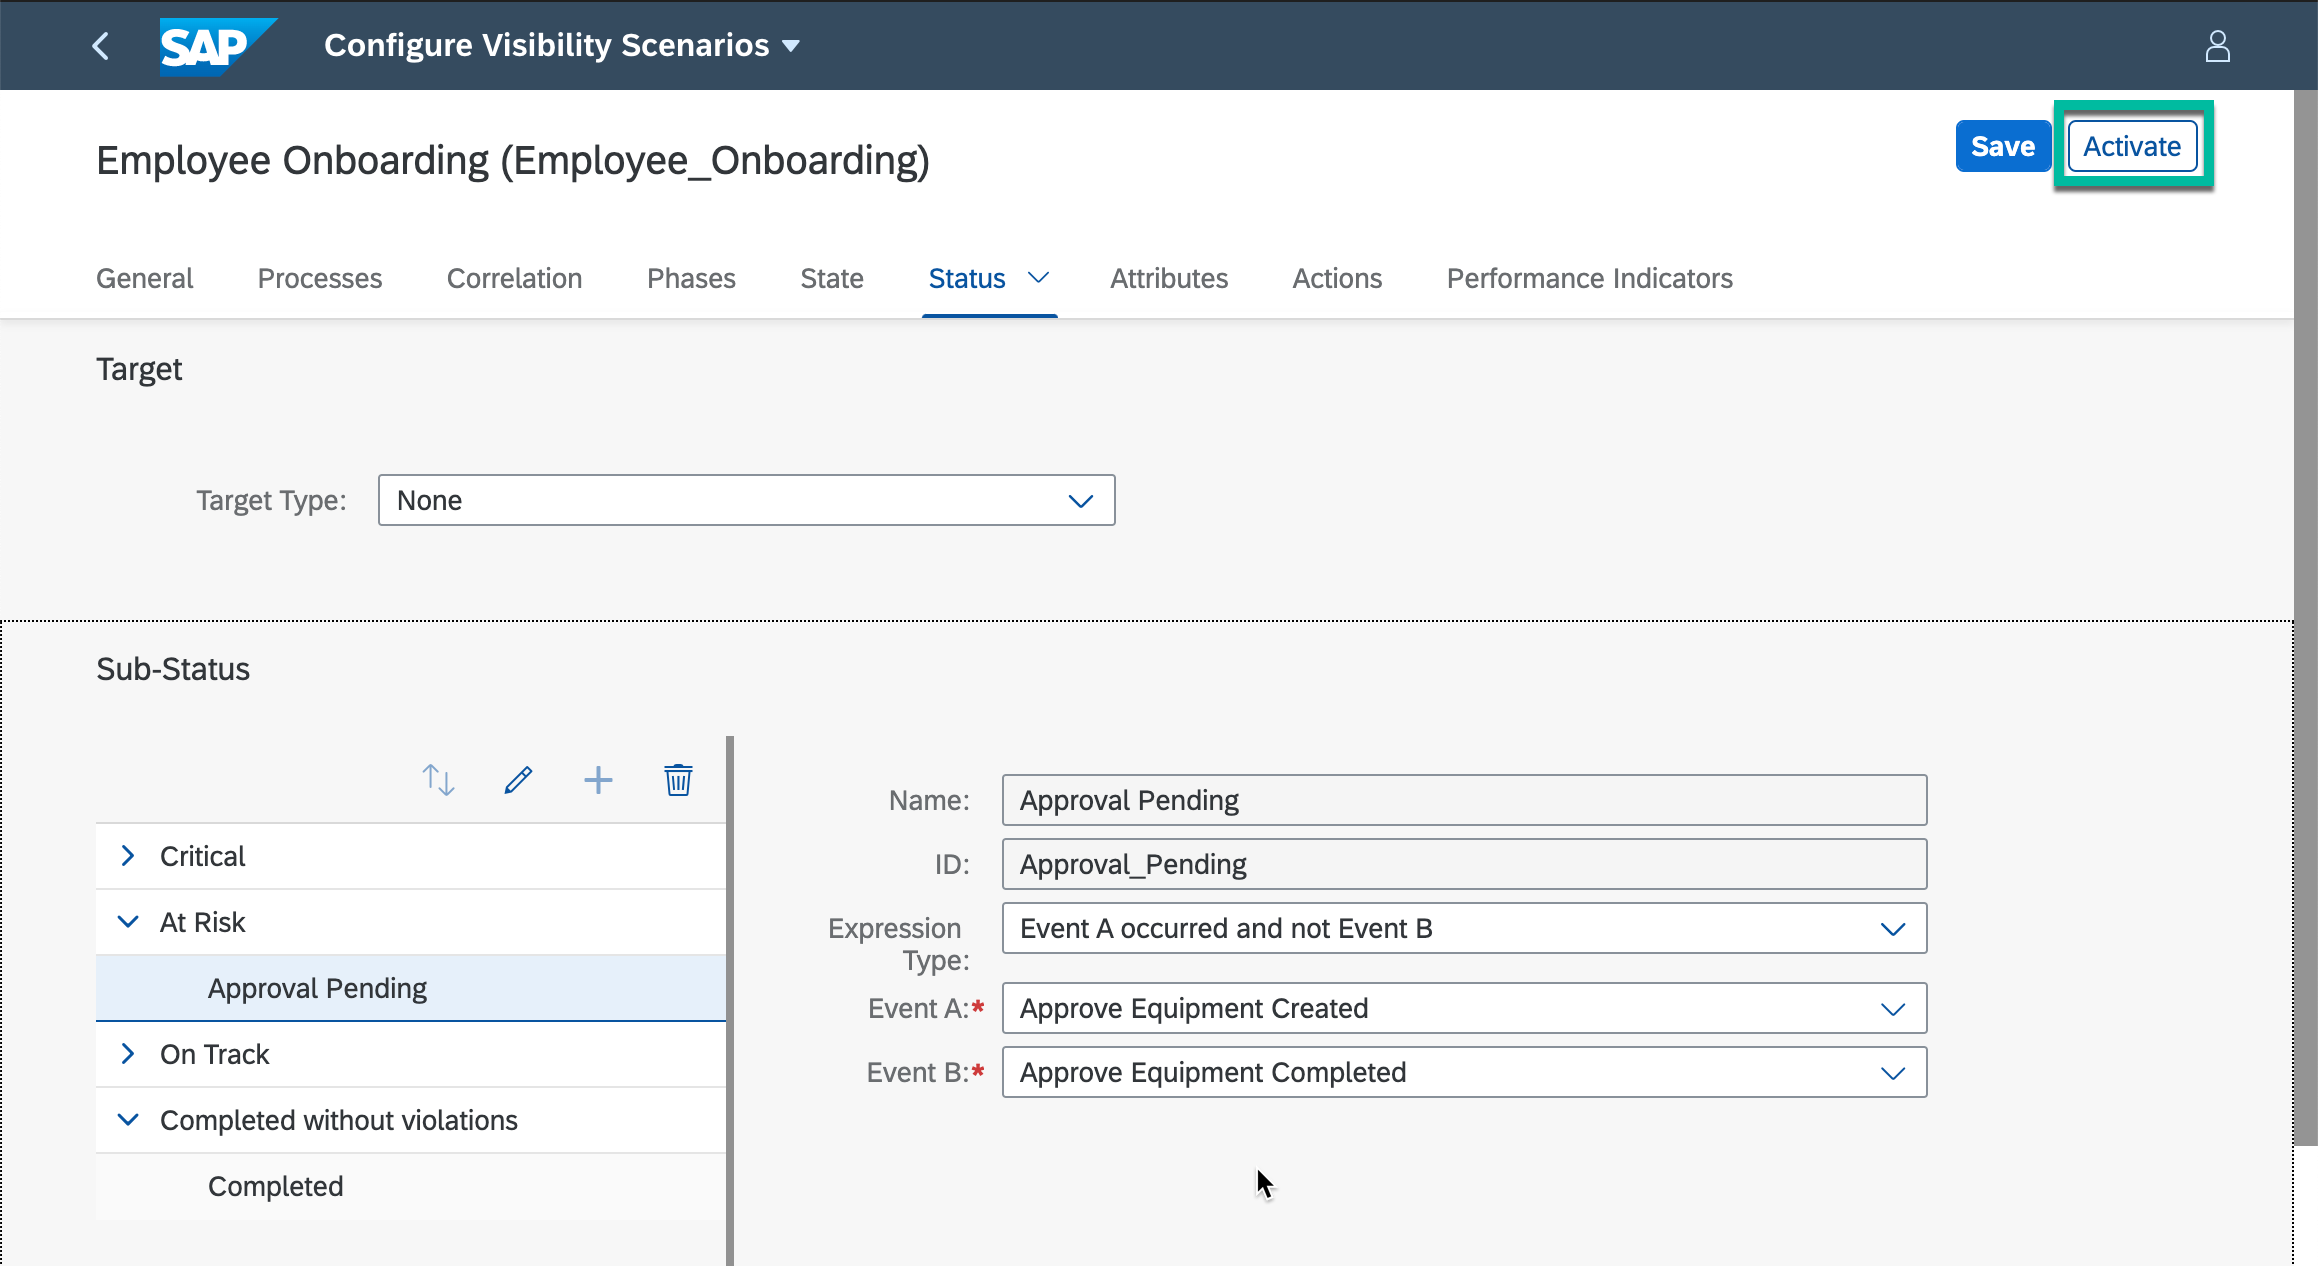 SAP Configure Visibility Scenarios
Employee Onboarding (Employee_Onboarding)
Save Activate
General Processes Correlation Phases State Status Attributes Actions Performance Indicators
Target
Target Type: None
Sub-Status
Critical
At Risk
Approval Pending
On Track
Completed without violations
Completed
Name: Approval Pending
ID: Approval_Pending
Expression Type: Event A occurred and not Event B
Event A:* Approve Equipment Created
Event B:* Approve Equipment Completed